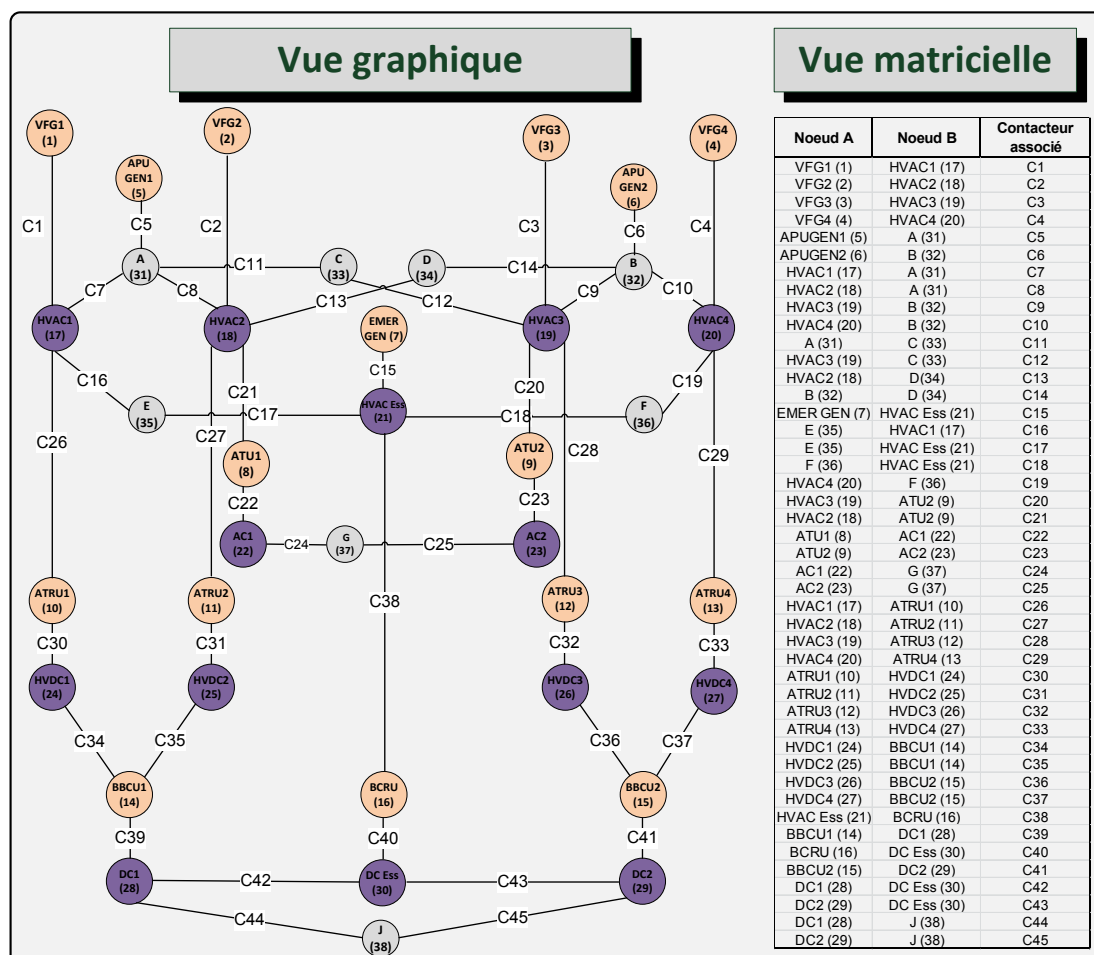 Vue graphique
Vue matricielle
VFG1
(1)
VFG2
(2)
VFG3
(3)
VFG4
(4)
APU
GEN1
(5)
APU
GEN2
(6)
C1
C5
C2
C3
C6
C4
A
(31)
C11
C
(33)
D
(34)
C14
B
(32)
C7
C8
C13
C12
C9
C10
HVAC1
(17)
HVAC2
(18)
EMER
GEN (7)
HVAC3
(19)
HVAC4
(20)
C16
C21
C15
C20
C19
E
(35)
C17
HVAC Ess
(21)
C18
F
(36)
C26
C27
C28
C29
ATU1
(8)
ATU2
(9)
C22
C23
AC1
(22)
C24
G
(37)
C25
AC2
(23)
ATRU1
(10)
ATRU2
(11)
C38
ATRU3
(12)
ATRU4
(13)
C30
C31
C32
C33
HVDC1
(24)
HVDC2
(25)
HVDC3
(26)
HVDC4
(27)
C34
C35
C36
C37
BBCU1
(14)
BCRU
(16)
BBCU2
(15)
C39
C40
C41
DC1
(28)
C42
DC Ess
(30)
C43
DC2
(29)
C44
C45
J
(38)
Noeud A Noeud B Contacteur
associé
VFG1 (1) HVAC1 (17) C1
VFG2 (2) HVAC2 (18) C2
VFG3 (3) HVAC3 (19) C3
VFG4 (4) HVAC4 (20) C4
APUGEN1 (5) A (31) C5
APUGEN2 (6) B (32) C6
HVAC1 (17) A (31) C7
HVAC2 (18) A (31) C8
HVAC3 (19) B (32) C9
HVAC4 (20) B (32) C10
A (31) C (33) C11
HVAC3 (19) C (33) C12
HVAC2 (18) D(34) C13
B (32) D (34) C14
EMER GEN (7) HVAC Ess (21) C15
E (35) HVAC1 (17) C16
E (35) HVAC Ess (21) C17
F (36) HVAC Ess (21) C18
HVAC4 (20) F (36) C19
HVAC3 (19) ATU2 (9) C20
HVAC2 (18) ATU2 (9) C21
ATU1 (8) AC1 (22) C22
ATU2 (9) AC2 (23) C23
AC1 (22) G (37) C24
AC2 (23) G (37) C25
HVAC1 (17) ATRU1 (10) C26
HVAC2 (18) ATRU2 (11) C27
HVAC3 (19) ATRU3 (12) C28
HVAC4 (20) ATRU4 (13 C29
ATRU1 (10) HVDC1 (24) C30
ATRU2 (11) HVDC2 (25) C31
ATRU3 (12) HVDC3 (26) C32
ATRU4 (13) HVDC4 (27) C33
HVDC1 (24) BBCU1 (14) C34
HVDC2 (25) BBCU1 (14) C35
HVDC3 (26) BBCU2 (15) C36
HVDC4 (27) BBCU2 (15) C37
HVAC Ess (21) BCRU (16) C38
BBCU1 (14) DC1 (28) C39
BCRU (16) DC Ess (30) C40
BBCU2 (15) DC2 (29) C41
DC1 (28) DC Ess (30) C42
DC2 (29) DC Ess (30) C43
DC1 (28) J (38) C44
DC2 (29) J (38) C45